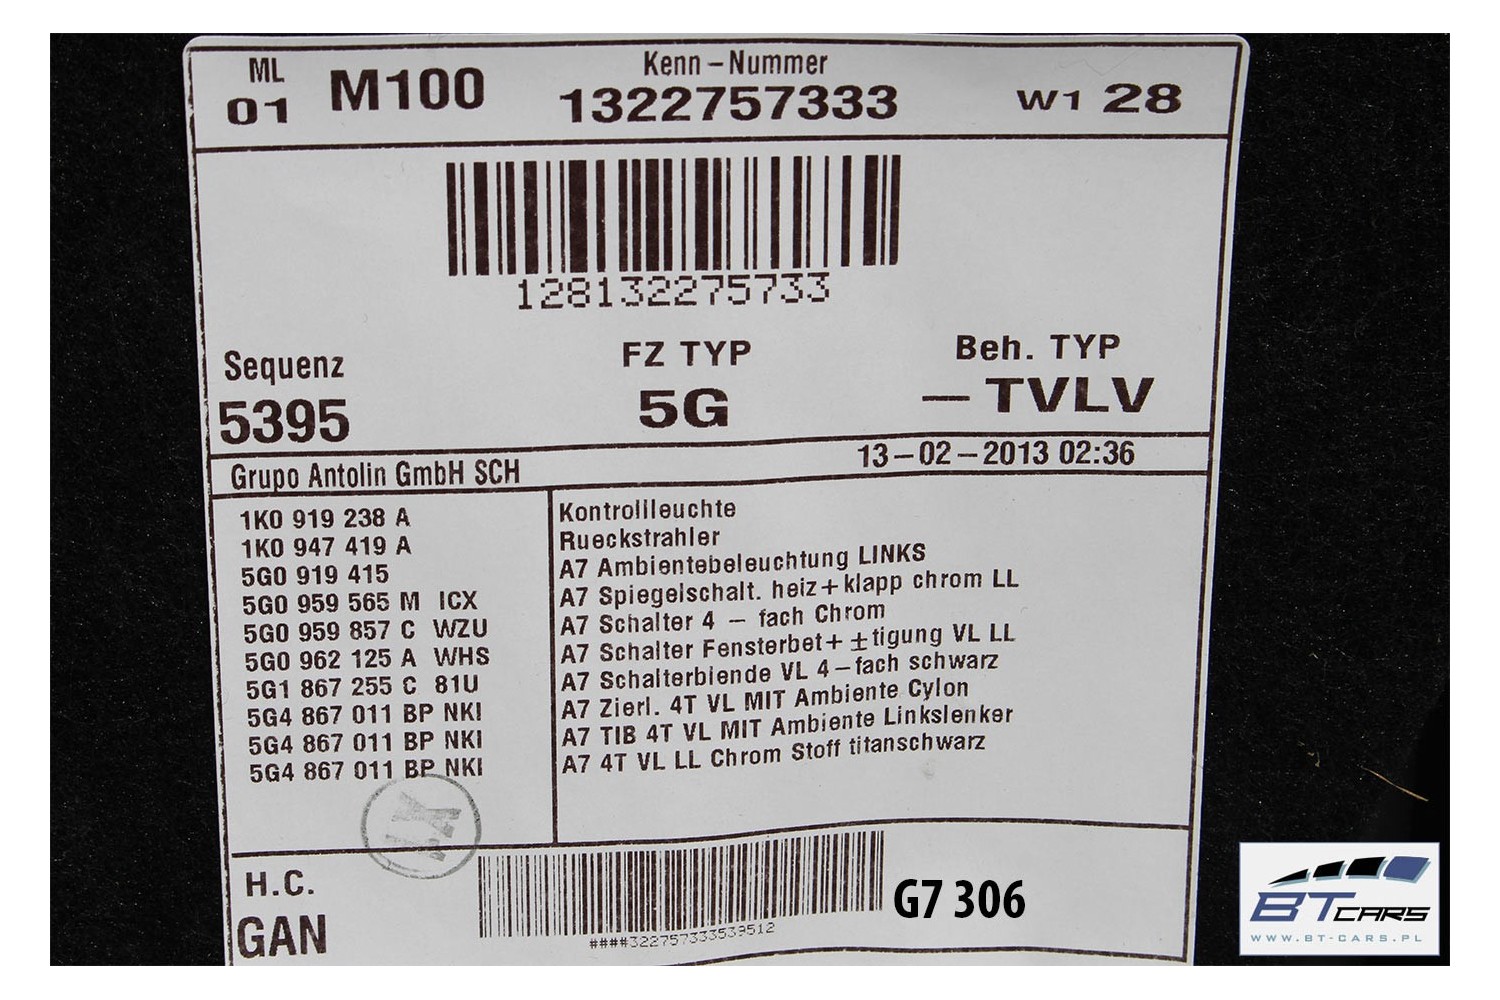 ML
01 M100
Kenn-Nummer
1322757333
W1 28
128132275733
Sequenz
5395
FZ TYP
5G
Beh. TYP
-TVLV
Grupo Antolin GmbH SCH
13-02-2013 02:36
1K0 919 238 A Kontrollleuchte
1K0 947 419 A Rueckstrahler
5G0 919 415 A7 Ambientebeleuchtung LINKS
5G0 959 565 M ICX A7 Spiegelschalt. heiz+klapp chrom LL
5G0 959 857 C WZU A7 Schalter 4 - fach Chrom
5G0 962 125 A WHS A7 Schalter Fensterbet+ ±tigung VL LL
5G1 867 255 C 81U A7 Schalterblende VL 4-fach schwarz
5G4 867 011 BP NKI A7 Zierl. 4T VL MIT Ambiente Cylon
5G4 867 011 BP NKI A7 TIB 4T VL MIT Ambiente Linkslenker
5G4 867 011 BP NKI A7 4T VL LL Chrom Stoff titanschwarz
H.C.
GAN
####322757333539512
G7 306
BT CARS
WWW.BT-CARS.PL